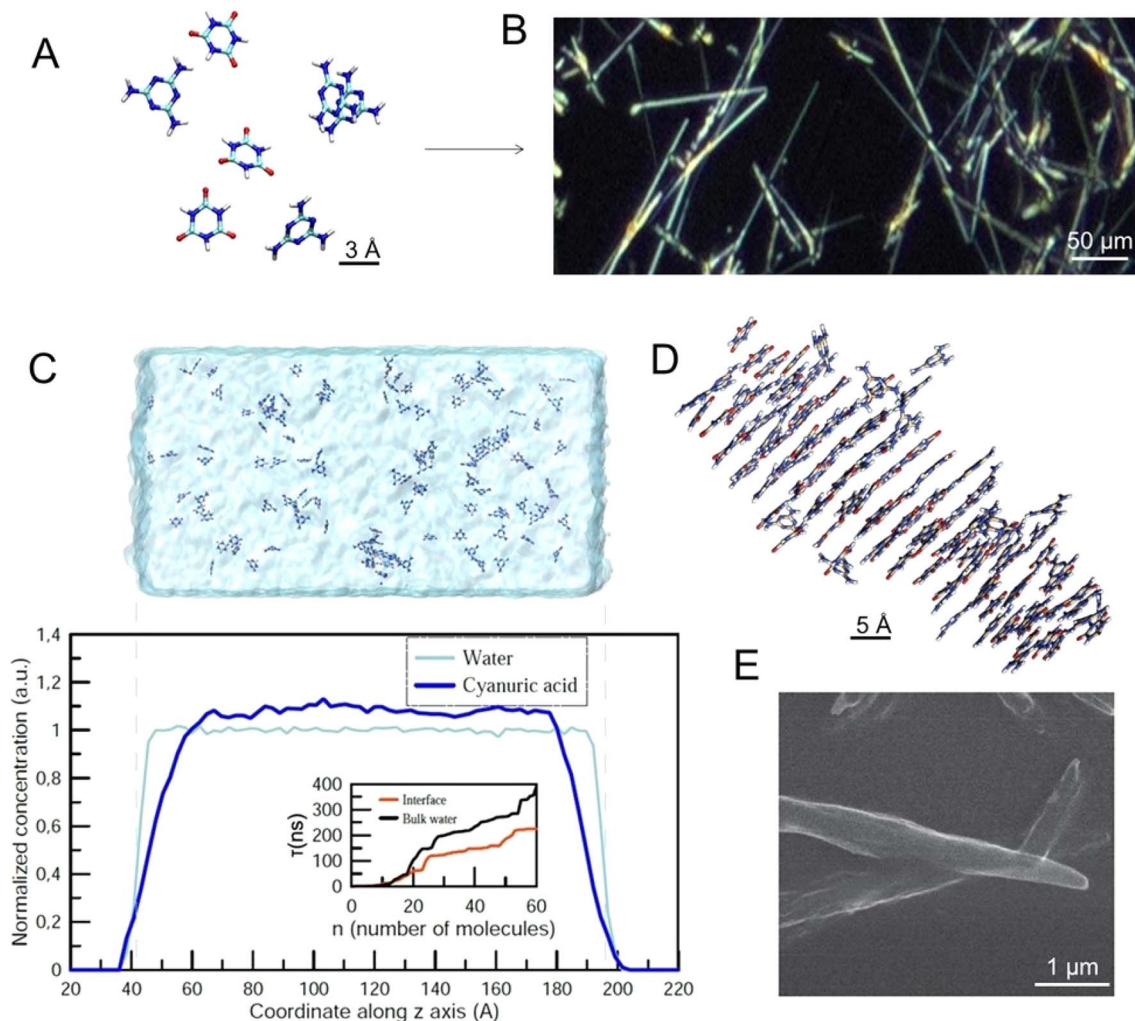 A
B
3 Å
50 µm
C
D
5 Å
1,4
1,2
1
0,8
0,6
0,4
0,2
0
Normalized concentration (a.u.)
Water
Cyanuric acid
400
300
200
100
0
τ(ns)
Interface
Bulk water
0 20 40 60
n (number of molecules)
20 40 60 80 100 120 140 160 180 200 220
Coordinate along z axis (A)
E
1 µm